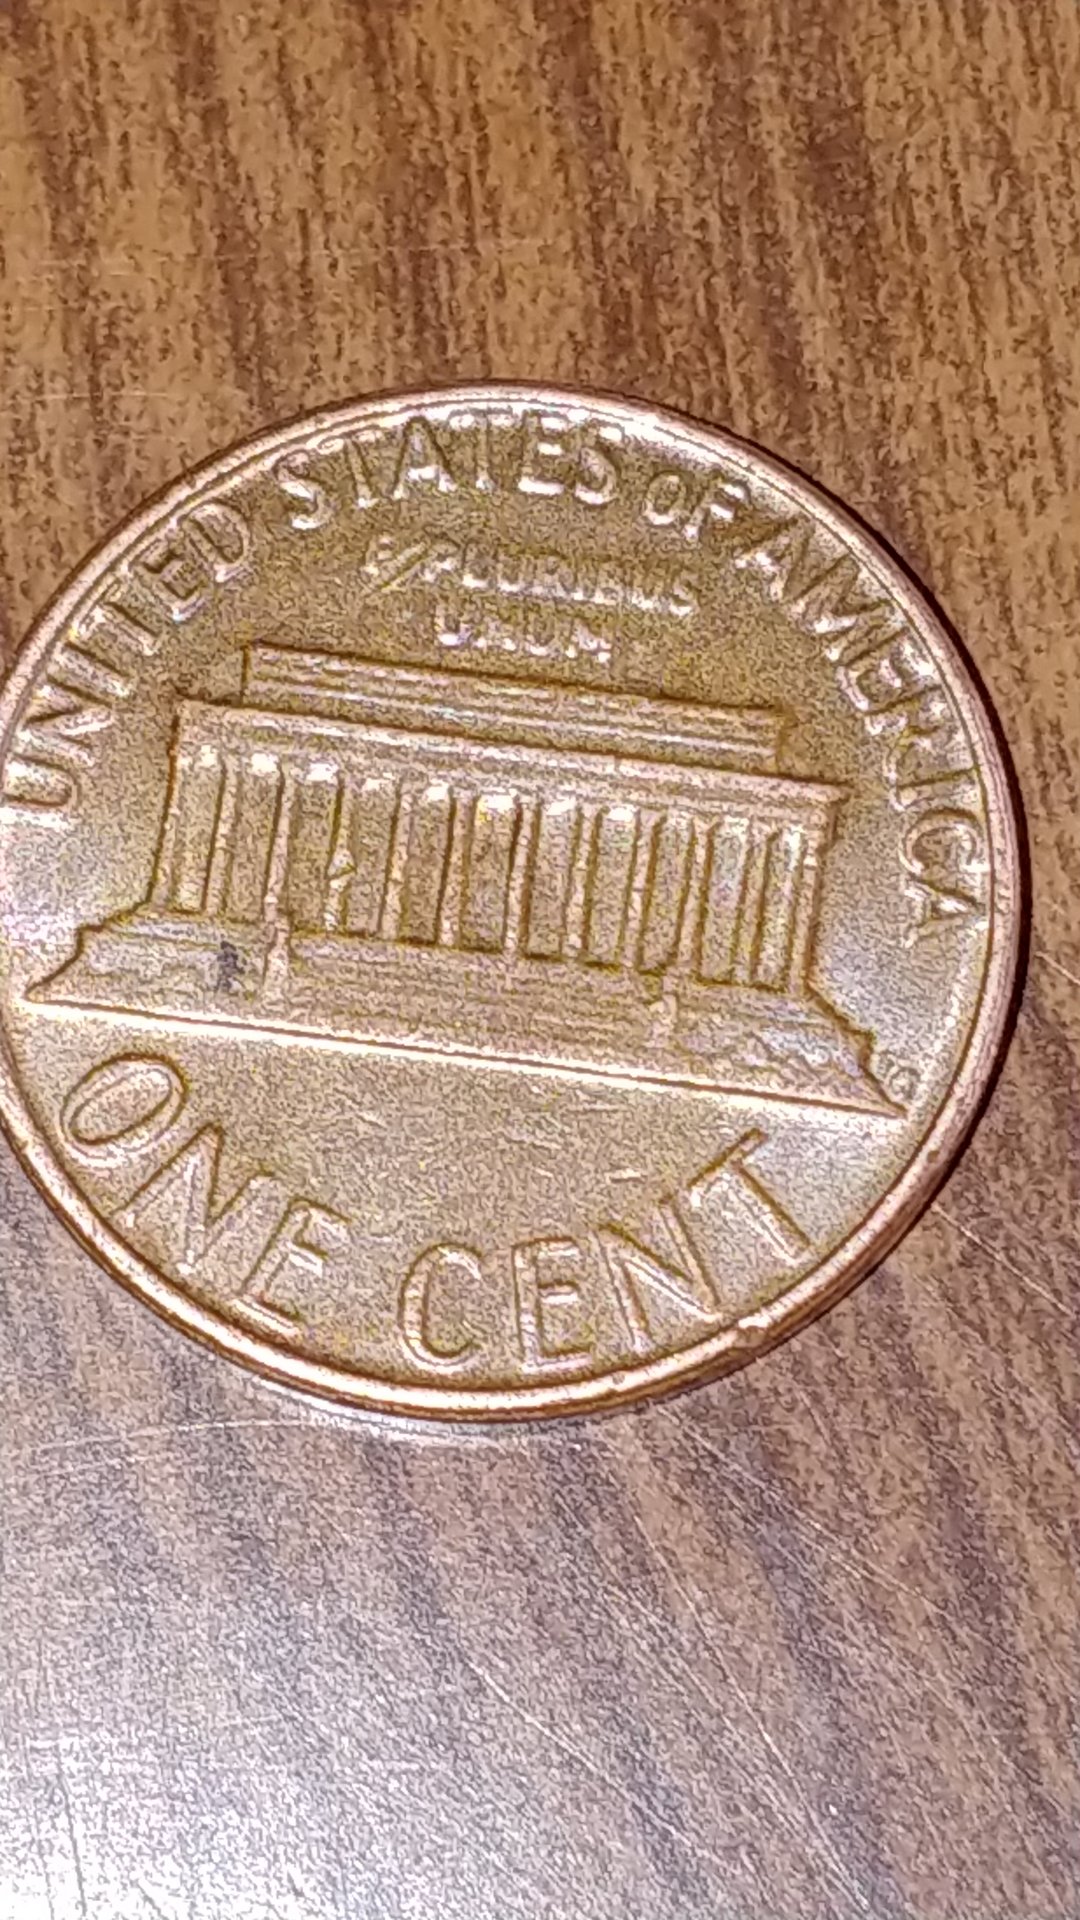 UNITED STATES OF AMERICA
E PLURIBUS
UNUM
ONE CENT